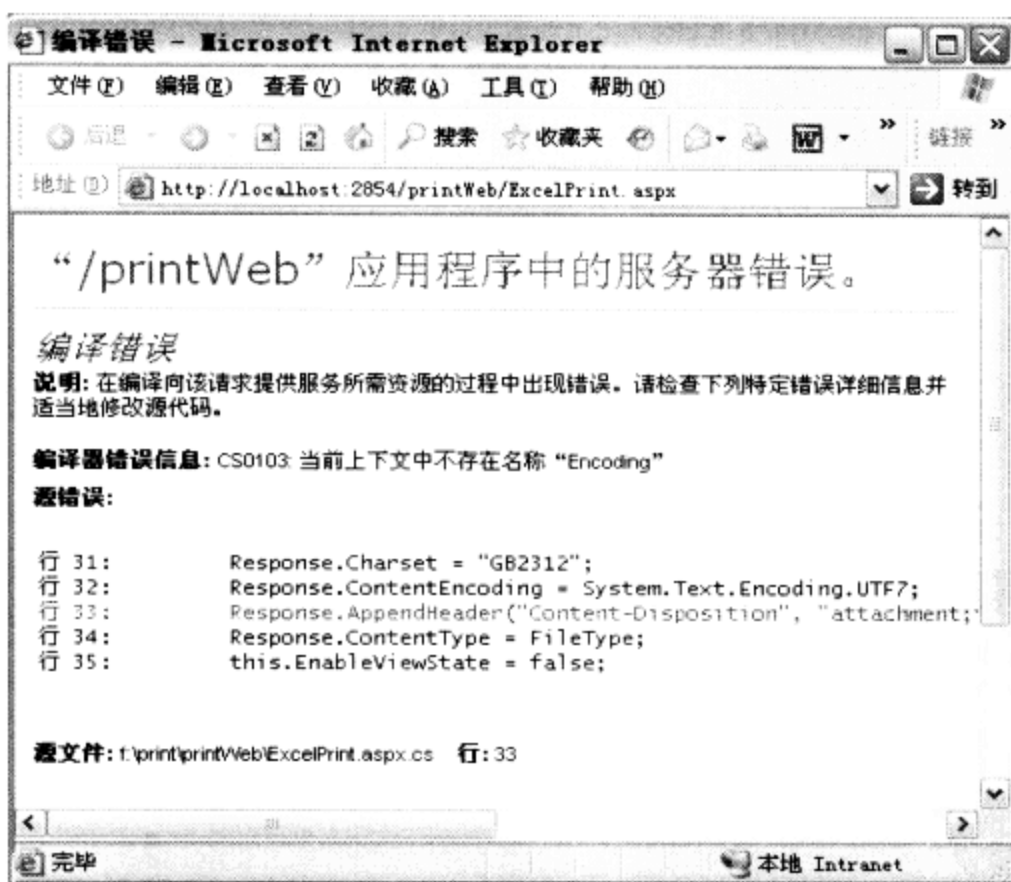 编译错误 - Microsoft Internet Explorer
文件(F) 编辑(E) 查看(V) 收藏(A) 工具(T) 帮助(H)
后退 搜索 收藏夹 链接
地址(D) http://localhost:2854/printWeb/ExcelPrint.aspx 转到
“/printWeb”应用程序中的服务器错误。
编译错误
说明: 在编译向该请求提供服务所需资源的过程中出现错误。请检查下列特定错误详细信息并
适当地修改源代码。
编译器错误信息: CS0103: 当前上下文中不存在名称“Encoding”
源错误:
行 31: Response.Charset = "GB2312";
行 32: Response.ContentEncoding = System.Text.Encoding.UTF7;
行 33: Response.AppendHeader("Content-Disposition", "attachment;
行 34: Response.ContentType = FileType;
行 35: this.EnableViewState = false;
源文件: f:\print\printWeb\ExcelPrint.aspx.cs 行: 33
完毕 本地 Intranet